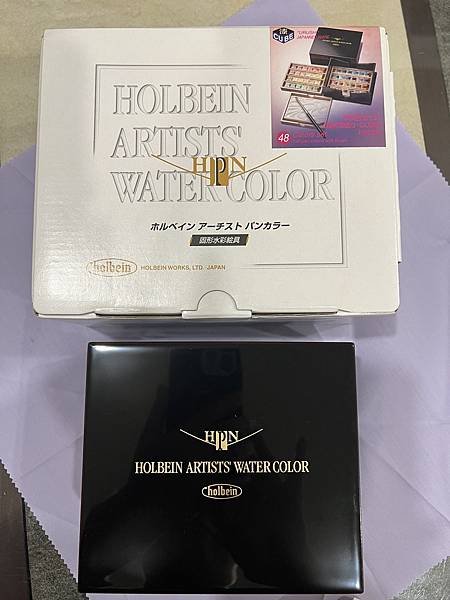 CUBE
HOLBEIN
ARTISTS'
HPN
WATER COLOR
48
ホルベイン アーチスト パンカラー
固形水彩絵具
holbein
HOLBEIN WORKS, LTD. JAPAN
HPN
HOLBEIN ARTISTS' WATER COLOR
holbein